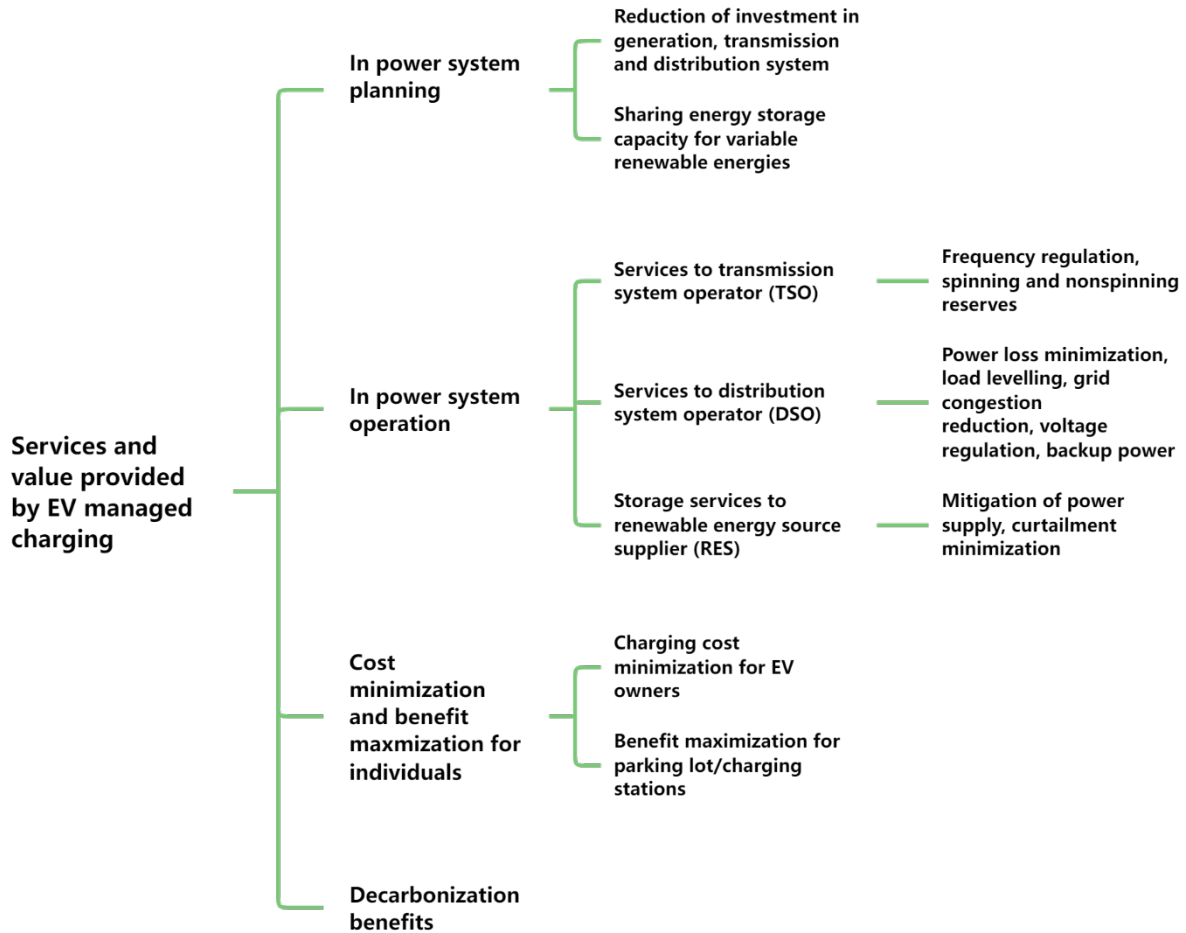 Services and
value provided
by EV managed
charging
In power system
planning
Reduction of investment in
generation, transmission
and distribution system
Sharing energy storage
capacity for variable
renewable energies
In power system
operation
Services to transmission
system operator (TSO)
Frequency regulation,
spinning and nonspinning
reserves
Services to distribution
system operator (DSO)
Power loss minimization,
load levelling, grid
congestion
reduction, voltage
regulation, backup power
Storage services to
renewable energy source
supplier (RES)
Mitigation of power
supply, curtailment
minimization
Cost
minimization
and benefit
maxmization for
individuals
Charging cost
minimization for EV
owners
Benefit maximization for
parking lot/charging
stations
Decarbonization
benefits